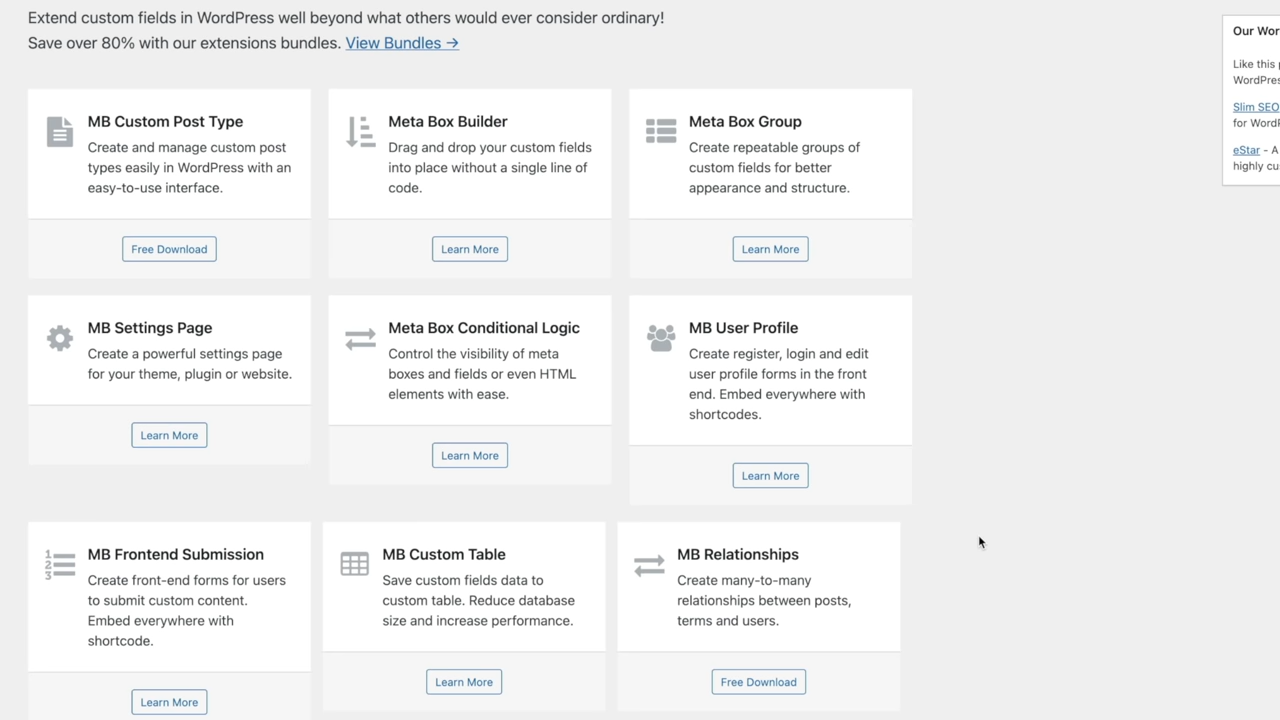 Extend custom fields in WordPress well beyond what others would ever consider ordinary!
Save over 80% with our extensions bundles. View Bundles →
MB Custom Post Type
Create and manage custom post
types easily in WordPress with an
easy-to-use interface.
Free Download
Meta Box Builder
Drag and drop your custom fields
into place without a single line of
code.
Learn More
Meta Box Group
Create repeatable groups of
custom fields for better
appearance and structure.
Learn More
MB Settings Page
Create a powerful settings page
for your theme, plugin or website.
Learn More
Meta Box Conditional Logic
Control the visibility of meta
boxes and fields or even HTML
elements with ease.
Learn More
MB User Profile
Create register, login and edit
user profile forms in the front
end. Embed everywhere with
shortcodes.
Learn More
1
2
3
MB Frontend Submission
Create front-end forms for users
to submit custom content.
Embed everywhere with
shortcode.
Learn More
MB Custom Table
Save custom fields data to
custom table. Reduce database
size and increase performance.
Learn More
MB Relationships
Create many-to-many
relationships between posts,
terms and users.
Free Download
Our
Like this
Slim SEO
for
eStar - A
highly